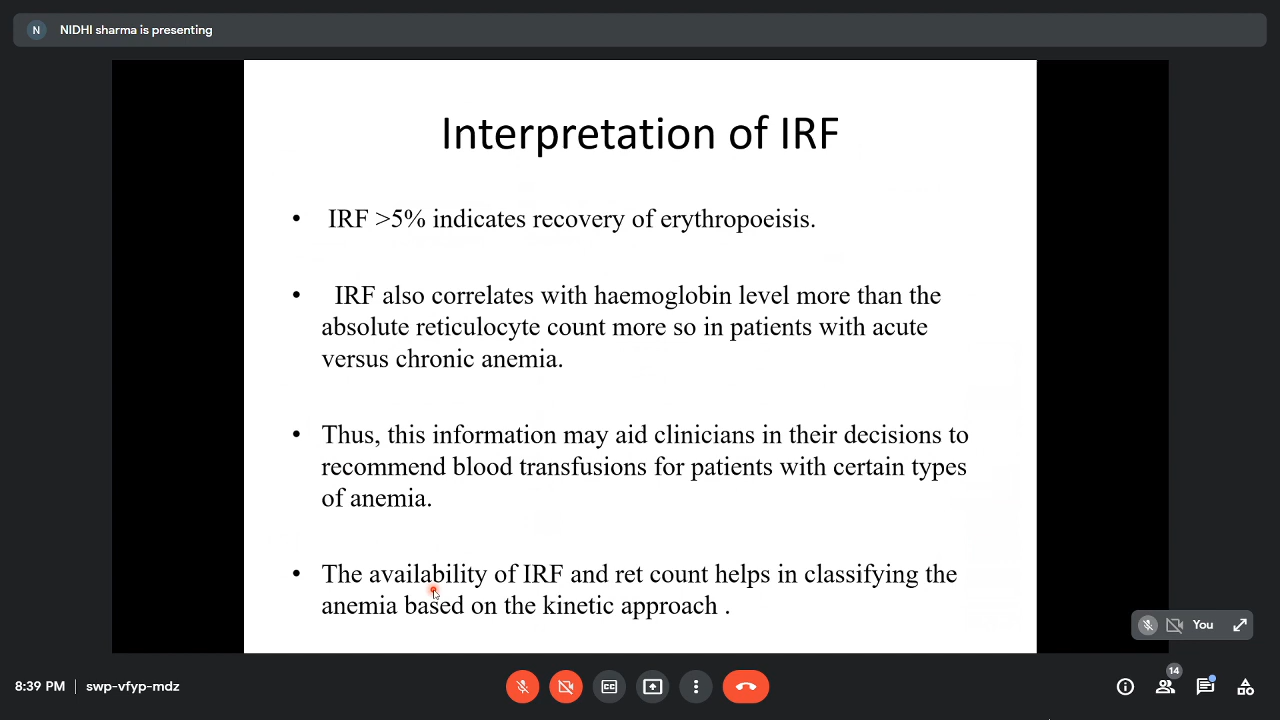 N NIDHI sharma is presenting
Interpretation of IRF
• IRF >5% indicates recovery of erythropoeisis.
• IRF also correlates with haemoglobin level more than the
absolute reticulocyte count more so in patients with acute
versus chronic anemia.
• Thus, this information may aid clinicians in their decisions to
recommend blood transfusions for patients with certain types
of anemia.
• The availability of IRF and ret count helps in classifying the
anemia based on the kinetic approach .
You
8:39 PM | swp-vfyp-mdz
CC
14